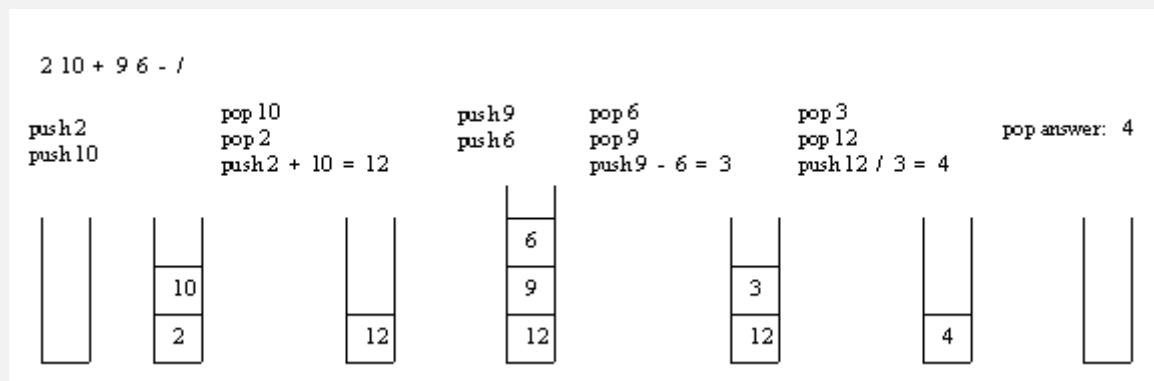 2 10 + 9 6 - /
push 2
push 10
pop 10
pop 2
push 2 + 10 = 12
push 9
push 6
pop 6
pop 9
push 9 - 6 = 3
pop 3
pop 12
push 12 / 3 = 4
pop answer: 4
10
2
12
6
9
12
3
12
4